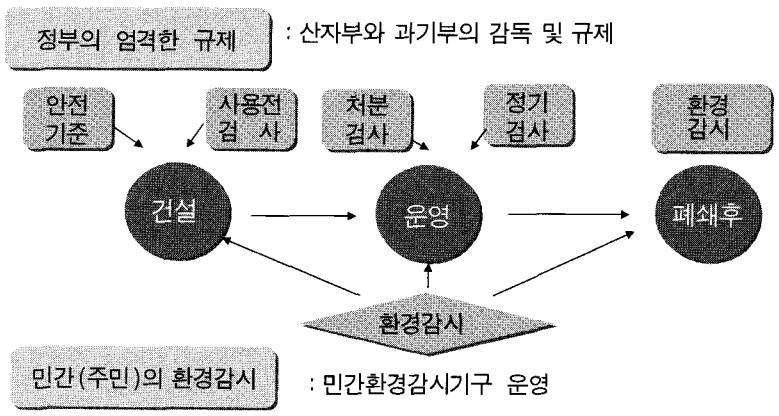 정부의 엄격한 규제 : 산자부와 과기부의 감독 및 규제
안전 사용전 처분 정기 환경
기준 검 사 검사 검사 감시
건설 운영 폐쇄후
환경감시
민간(주민)의 환경감시 : 민간환경감시기구 운영